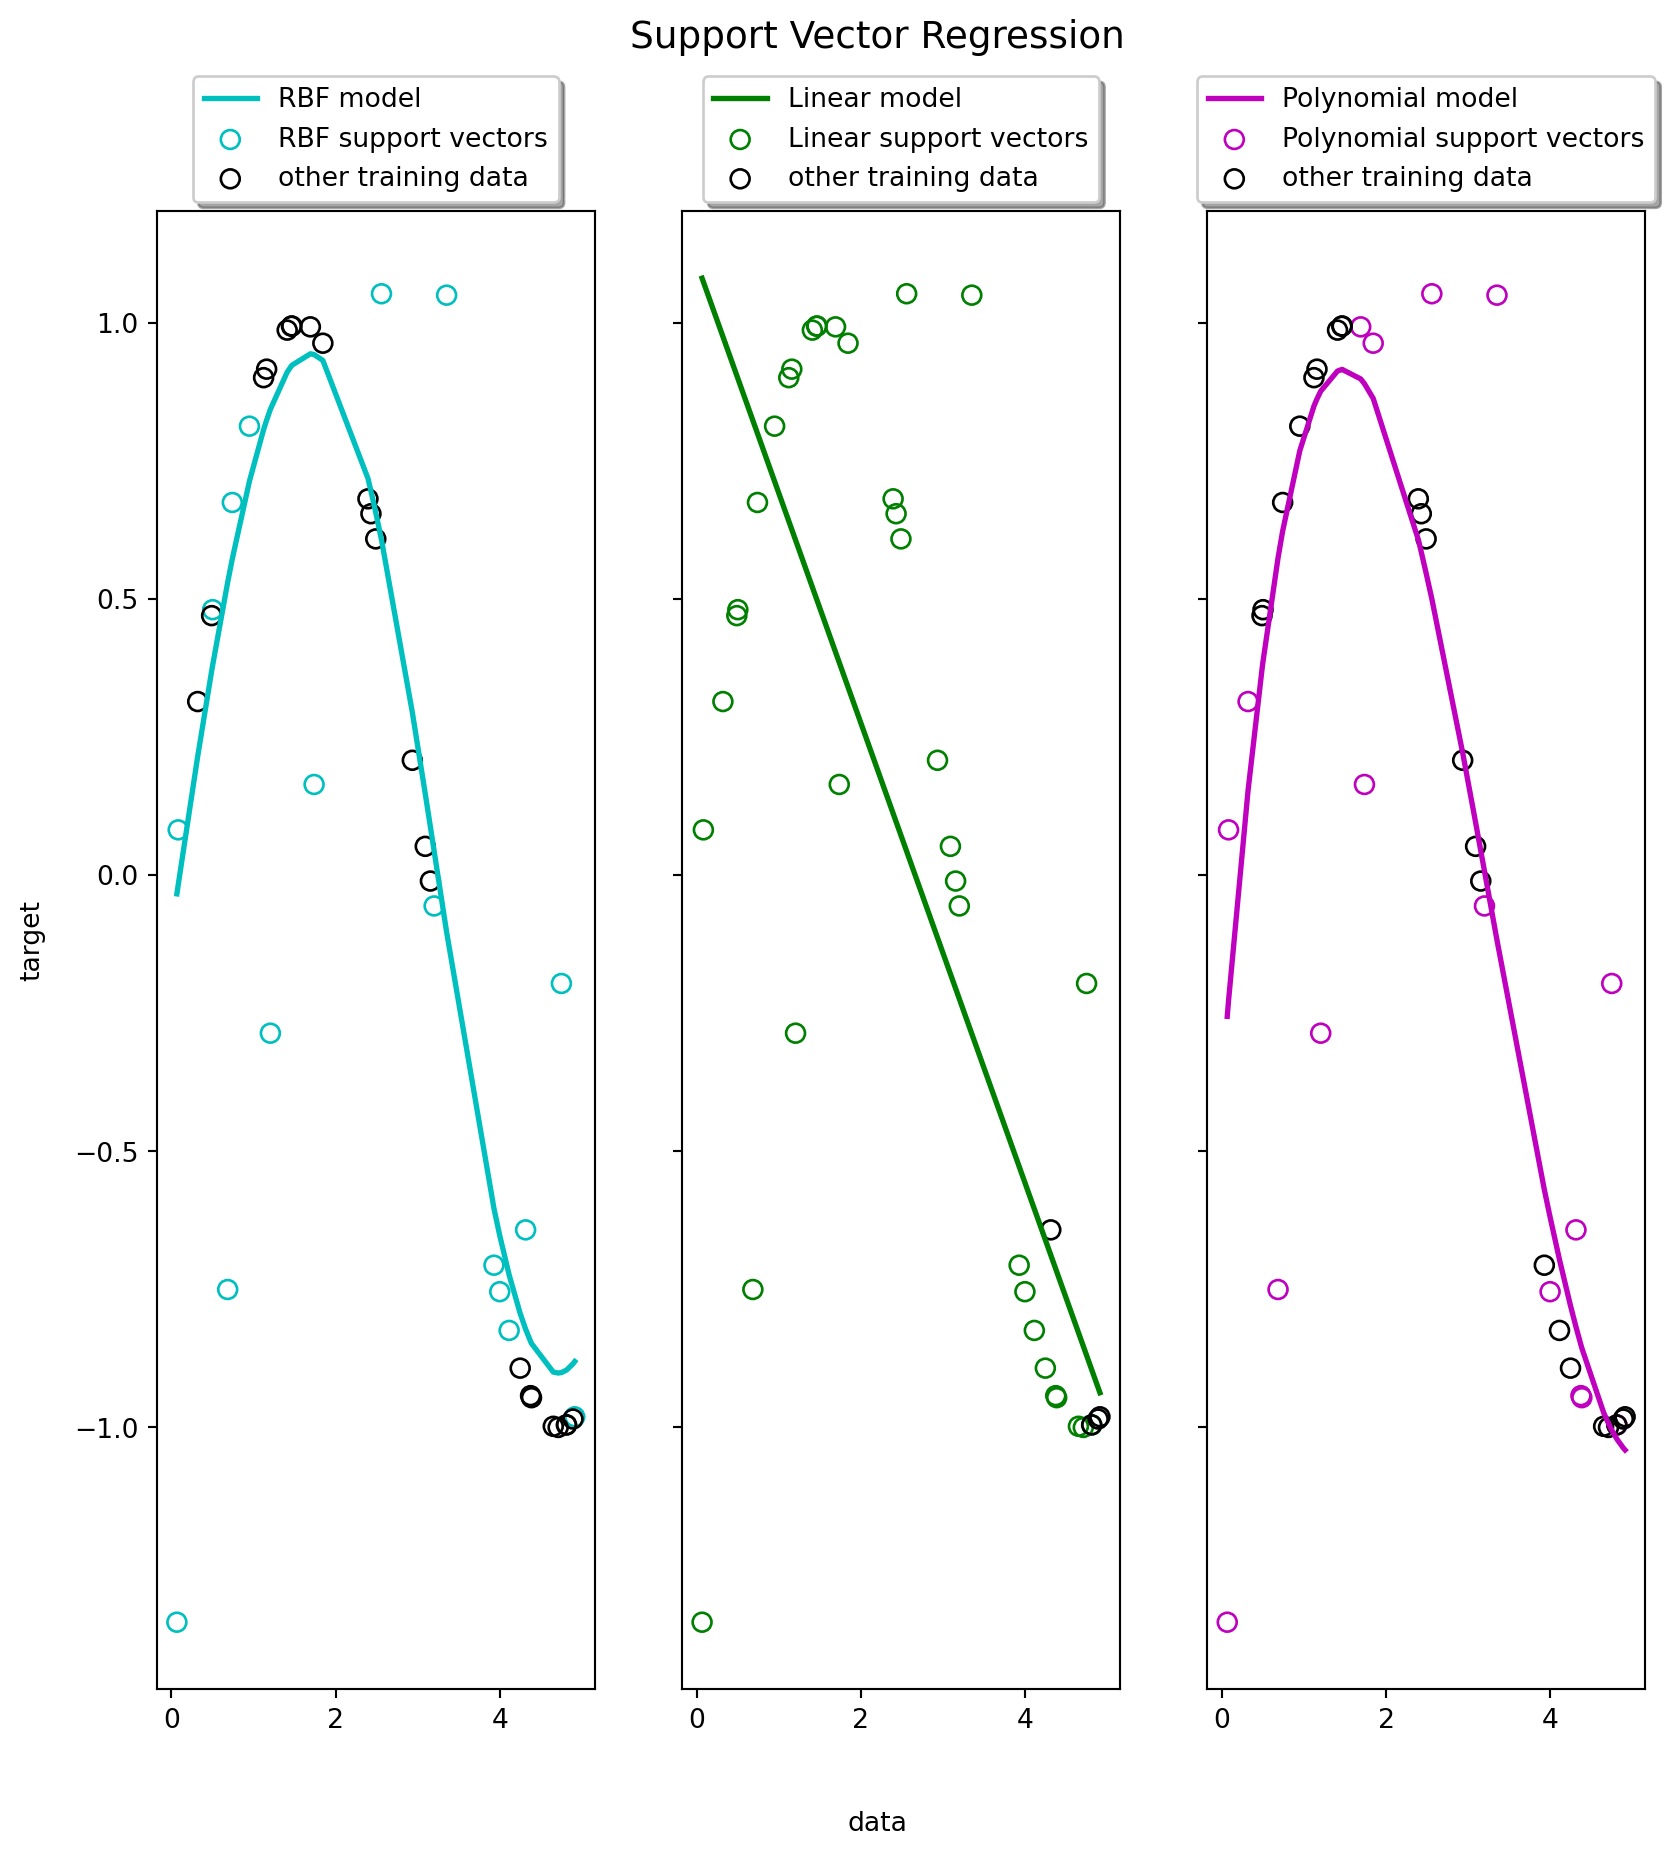 Support Vector Regression
RBF model
RBF support vectors
other training data
Linear model
Linear support vectors
other training data
Polynomial model
Polynomial support vectors
other training data
1.0
0.5
0.0
−0.5
−1.0
target
0 2 4
0 2 4
0 2 4
data